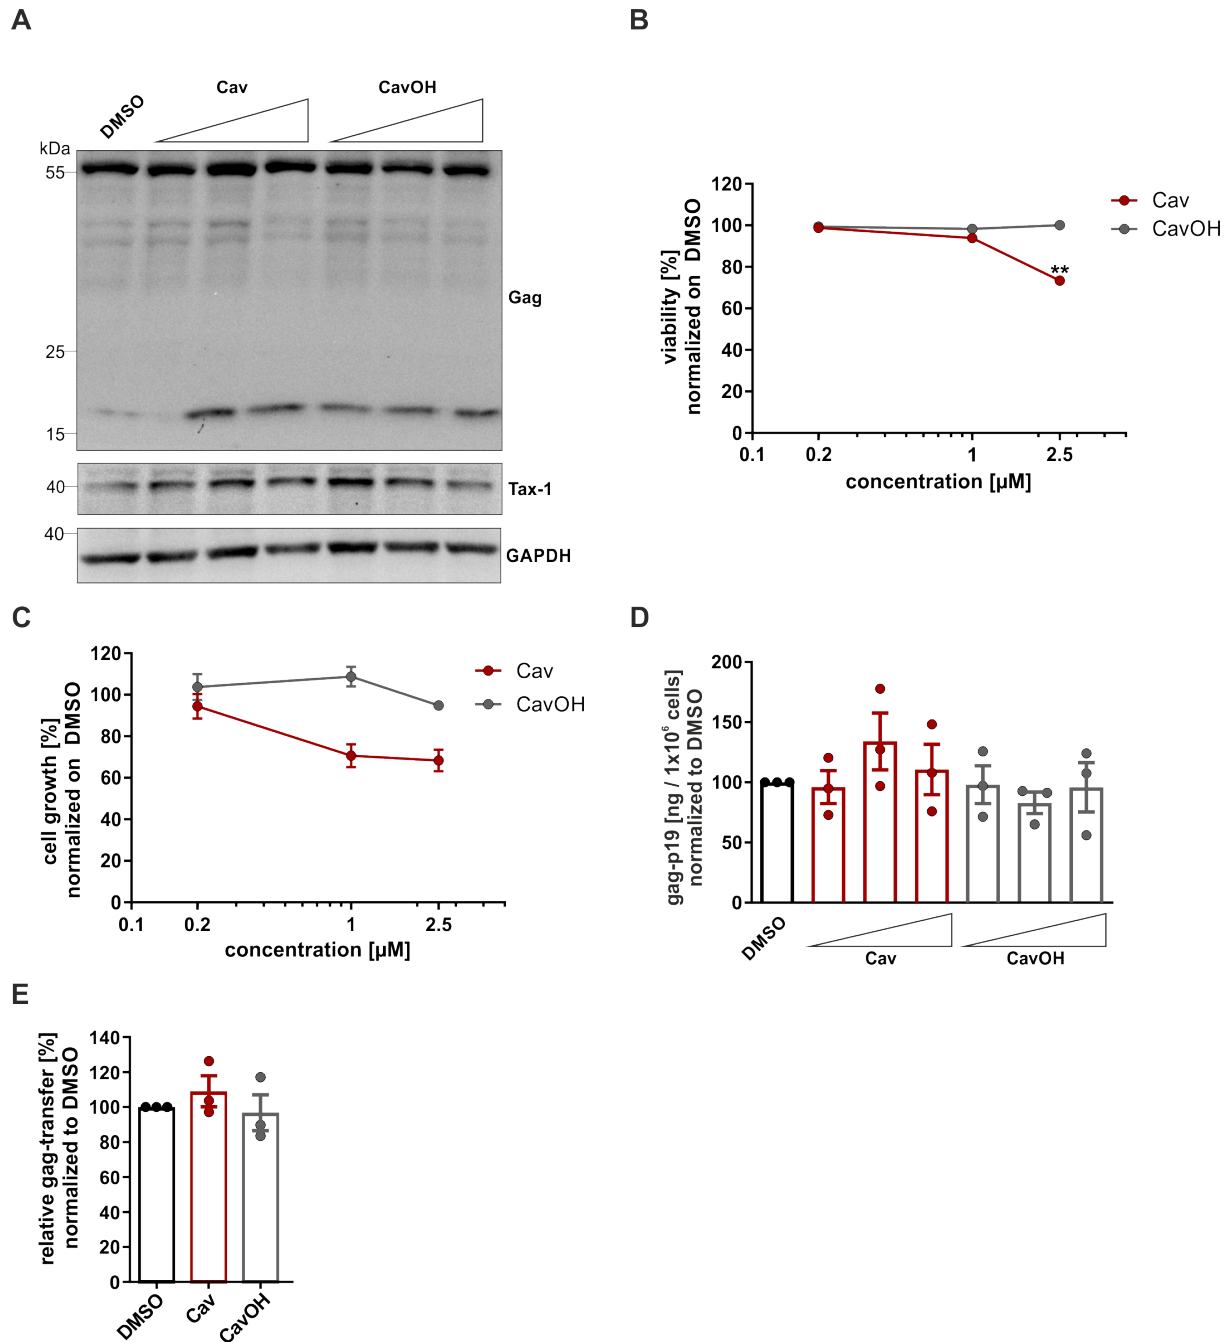 A
DMSO
Cav
CavOH
kDa
55
25
15
Gag
40
Tax-1
40
GAPDH
B
viability [%]
normalized on DMSO
120
100
80
60
40
20
0
0.1
0.2
1
2.5
concentration [µM]
Cav
CavOH
**
C
cell growth [%]
normalized on DMSO
120
100
80
60
40
20
0
0.1
0.2
1
2.5
concentration [µM]
Cav
CavOH
D
gag-p19 [ng / 1x10⁶ cells]
normalized to DMSO
200
150
100
50
0
DMSO
Cav
CavOH
E
relative gag-transfer [%]
normalized to DMSO
140
120
100
80
60
40
20
0
DMSO
Cav
CavOH